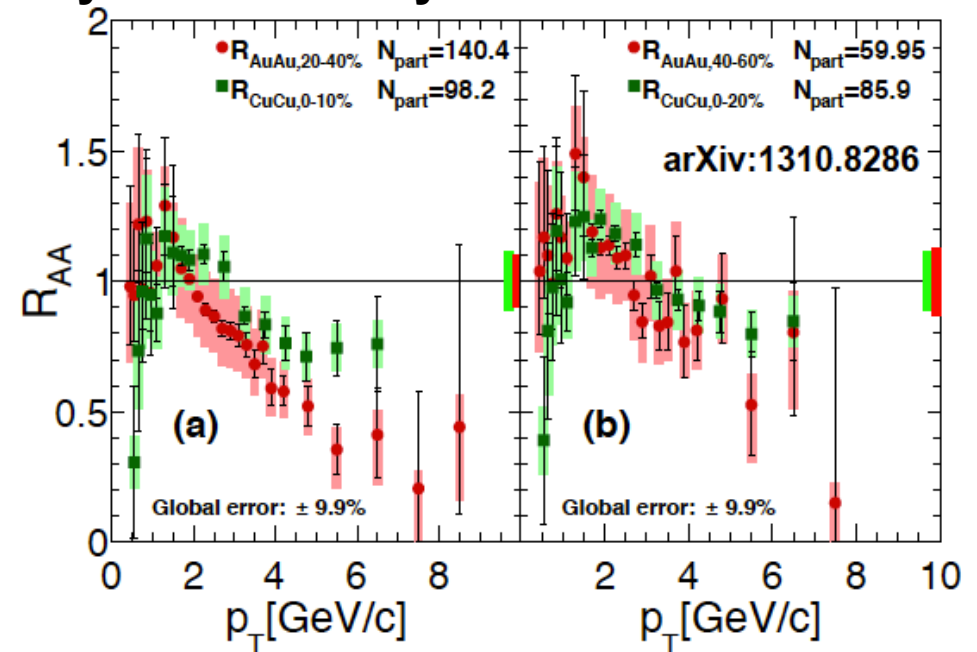 2
1.5
1
0.5
0
R_AA
R_AuAu,20-40% N_part=140.4
R_CuCu,0-10% N_part=98.2
(a)
Global error: ± 9.9%
0 2 4 6 8
p_T[GeV/c]
R_AuAu,40-60% N_part=59.95
R_CuCu,0-20% N_part=85.9
arXiv:1310.8286
(b)
Global error: ± 9.9%
2 4 6 8 10
p_T[GeV/c]